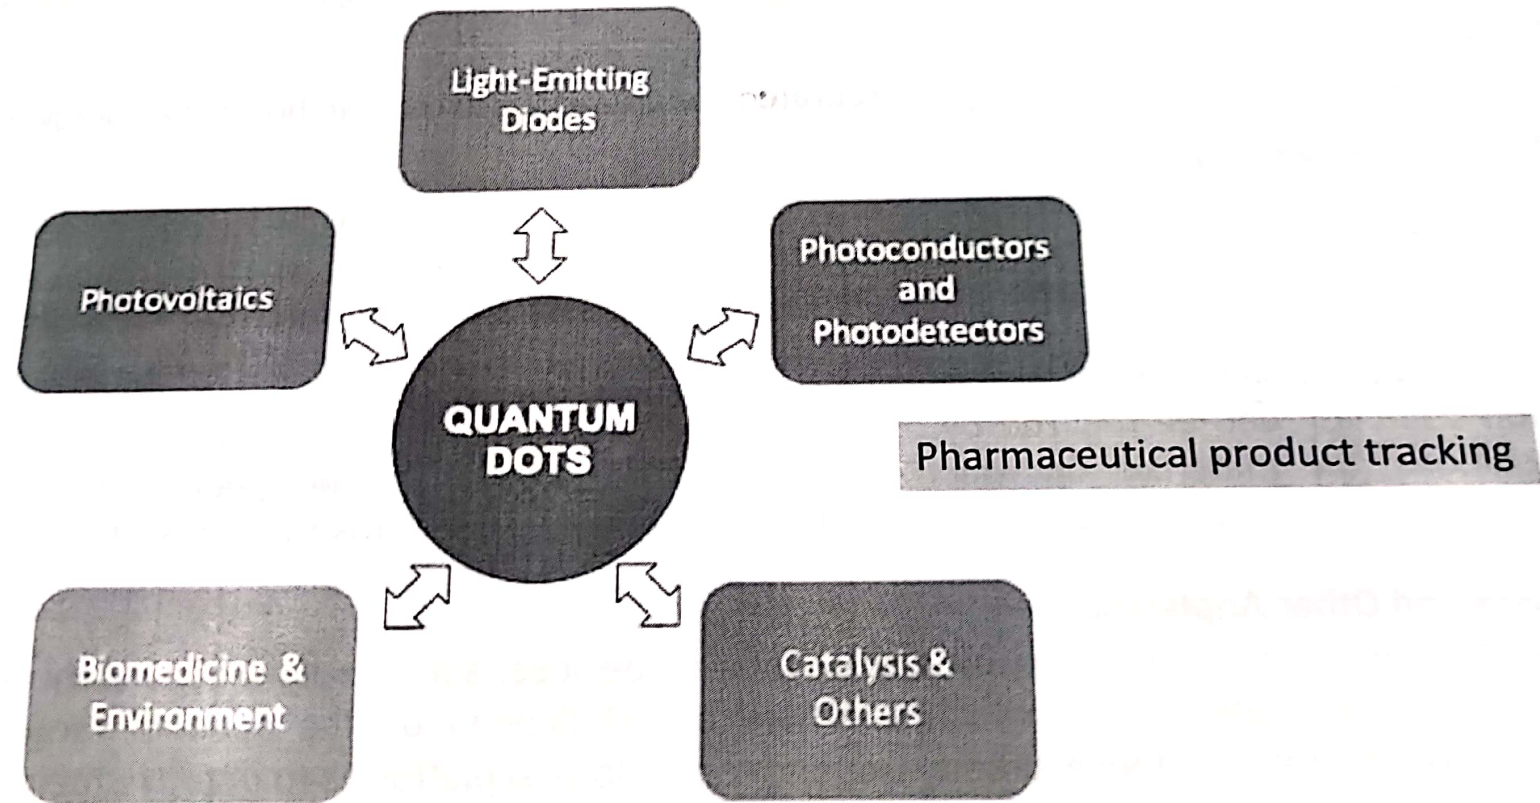 Light-Emitting
Diodes
Photovoltaics
Photoconductors
and
Photodetectors
QUANTUM
DOTS
Pharmaceutical product tracking
Biomedicine &
Environment
Catalysis &
Others